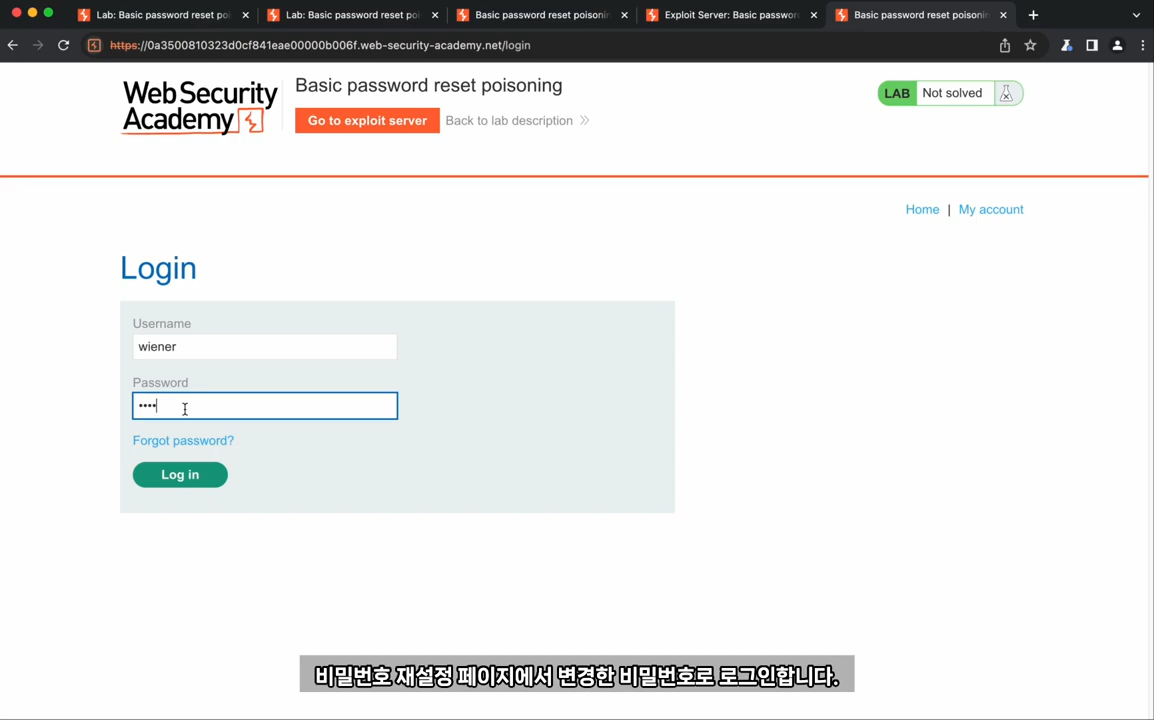 Lab: Basic password reset poi
Lab: Basic password reset poi
Basic password reset poisonin
Exploit Server: Basic passwor
Basic password reset poisonin
https://0a3500810323d0cf841eae00000b006f.web-security-academy.net/login
Web Security
Academy
Basic password reset poisoning
Go to exploit server
Back to lab description
LAB
Not solved
Home | My account
Login
Username
wiener
Password
••••
Forgot password?
Log in
비밀번호 재설정 페이지에서 변경한 비밀번호로 로그인합니다.